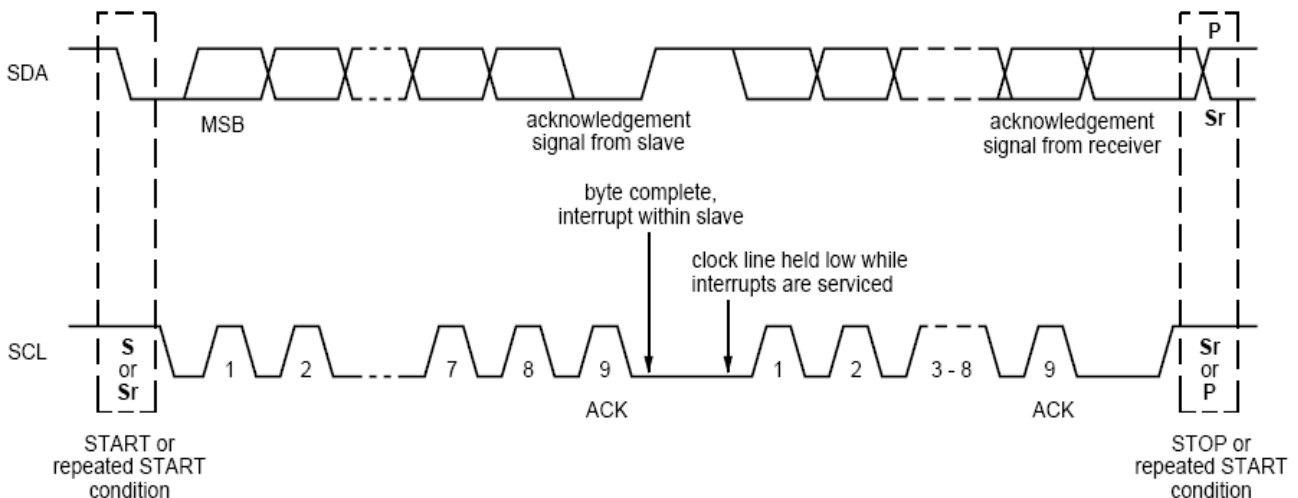 P
SDA
MSB
acknowledgement
signal from slave
acknowledgement
signal from receiver
Sr
byte complete,
interrupt within slave
clock line held low while
interrupts are serviced
SCL
S
or
Sr
1
2
7
8
9
1
2
3 - 8
9
Sr
or
P
ACK
ACK
START or
repeated START
condition
STOP or
repeated START
condition